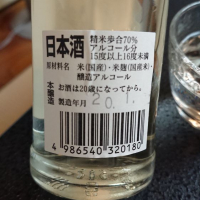 日本酒
精米歩合70%
アルコール分
15度以上16度未満
原材料名 米(国産)・米麹(国産米)・
醸造アルコール
本醸造
お酒は20歳になってから。
製造年月 20.1
4 986540 320180